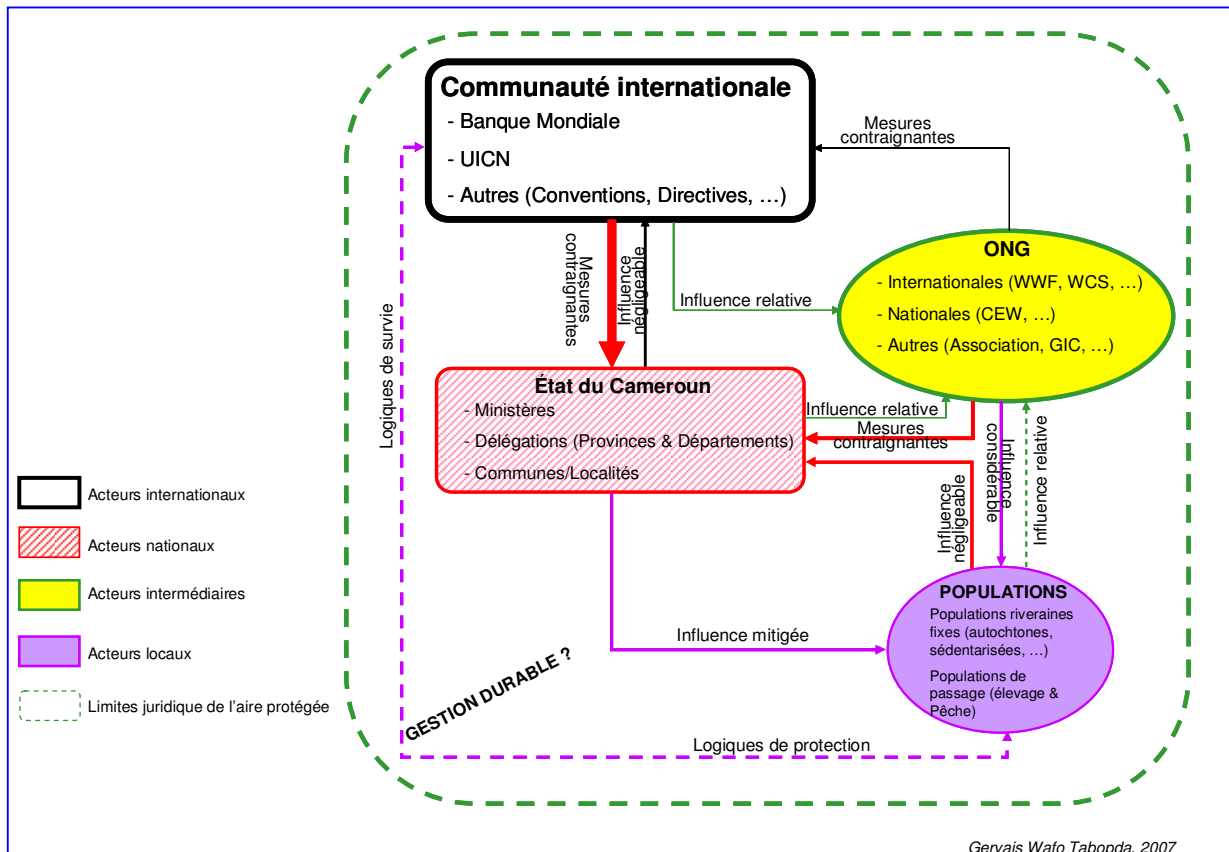 Communauté internationale
- Banque Mondiale
- UICN
- Autres (Conventions, Directives, …)
Mesures
contraignantes
ONG
- Internationales (WWF, WCS, …)
- Nationales (CEW, …)
- Autres (Association, GIC, …)
Mesures
contraignantes
Influence
négligeable
Influence relative
Logiques de survie
État du Cameroun
- Ministères
- Délégations (Provinces & Départements)
- Communes/Localités
Influence relative
Mesures
contraignantes
Influence
considérable
Influence relative
Influence
négligeable
POPULATIONS
Populations riveraines
fixes (autochtones,
sédentarisées, …)
Populations de
passage (élevage &
Pêche)
Influence mitigée
GESTION DURABLE ?
Logiques de protection
Acteurs internationaux
Acteurs nationaux
Acteurs intermédiaires
Acteurs locaux
Limites juridique de l'aire protégée
Gervais Wafo Tabopda, 2007